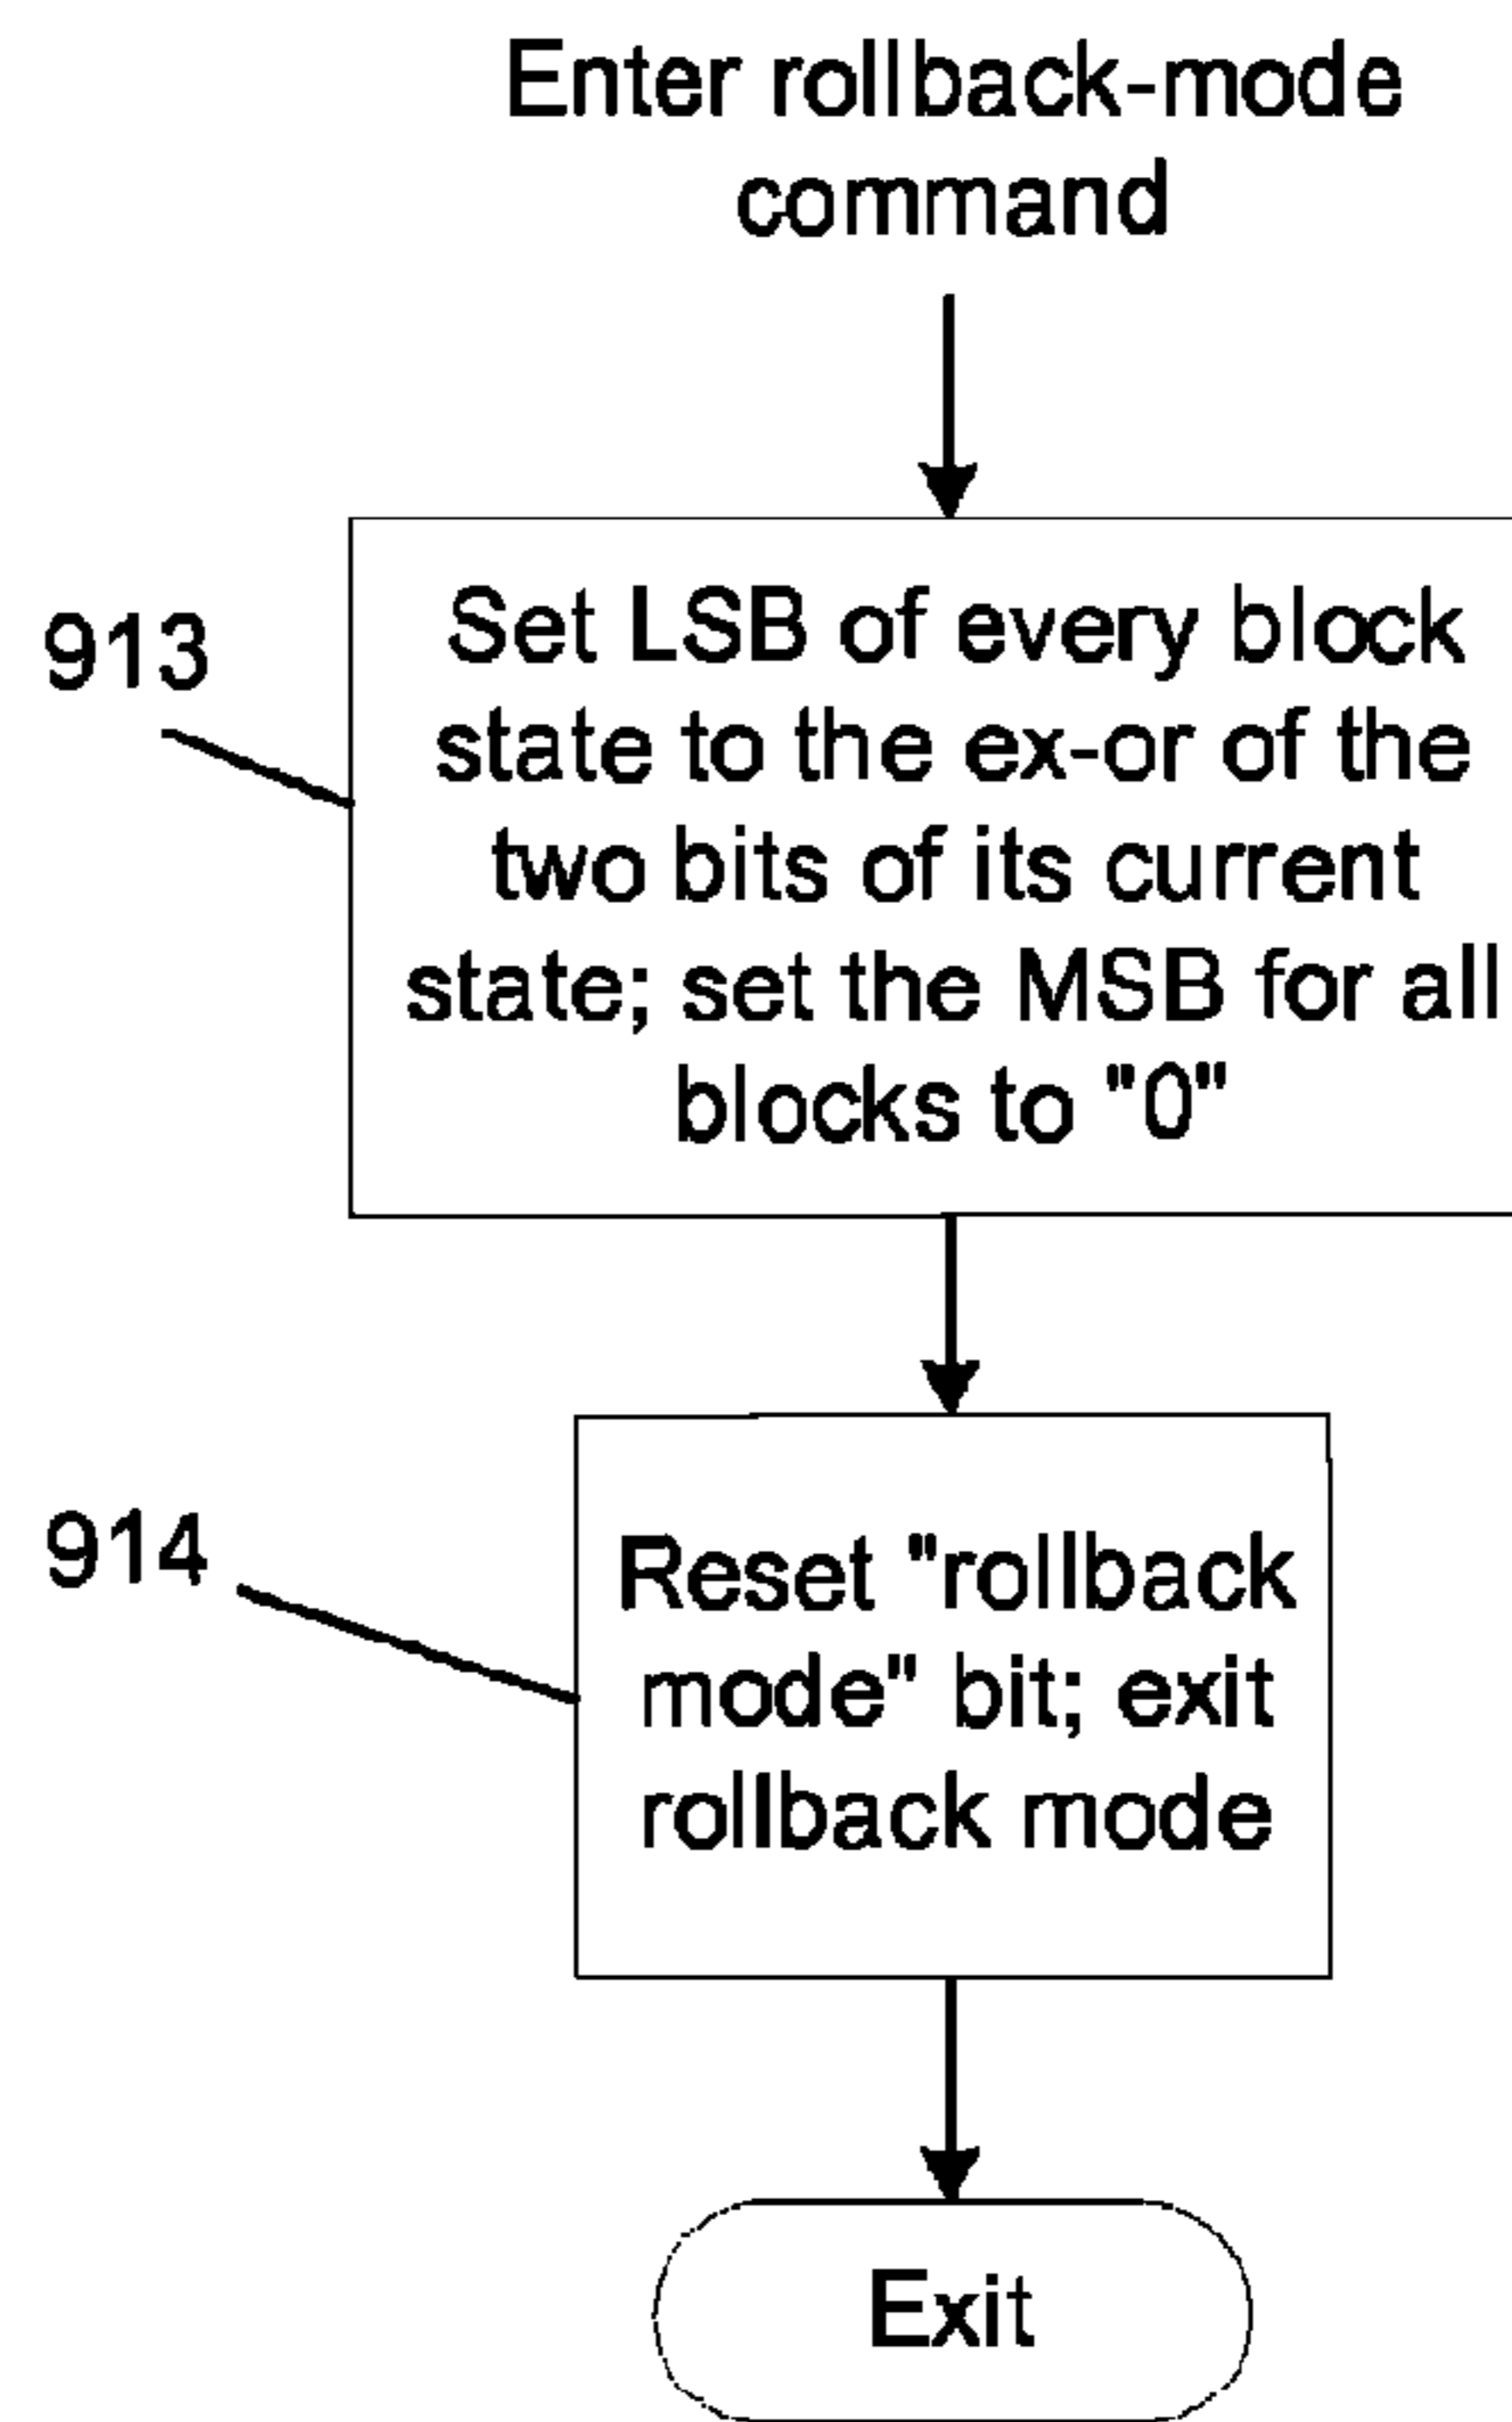 Enter rollback-mode
command
913
Set LSB of every block
state to the ex-or of the
two bits of its current
state; set the MSB for all
blocks to "0"
914
Reset "rollback
mode" bit; exit
rollback mode
Exit